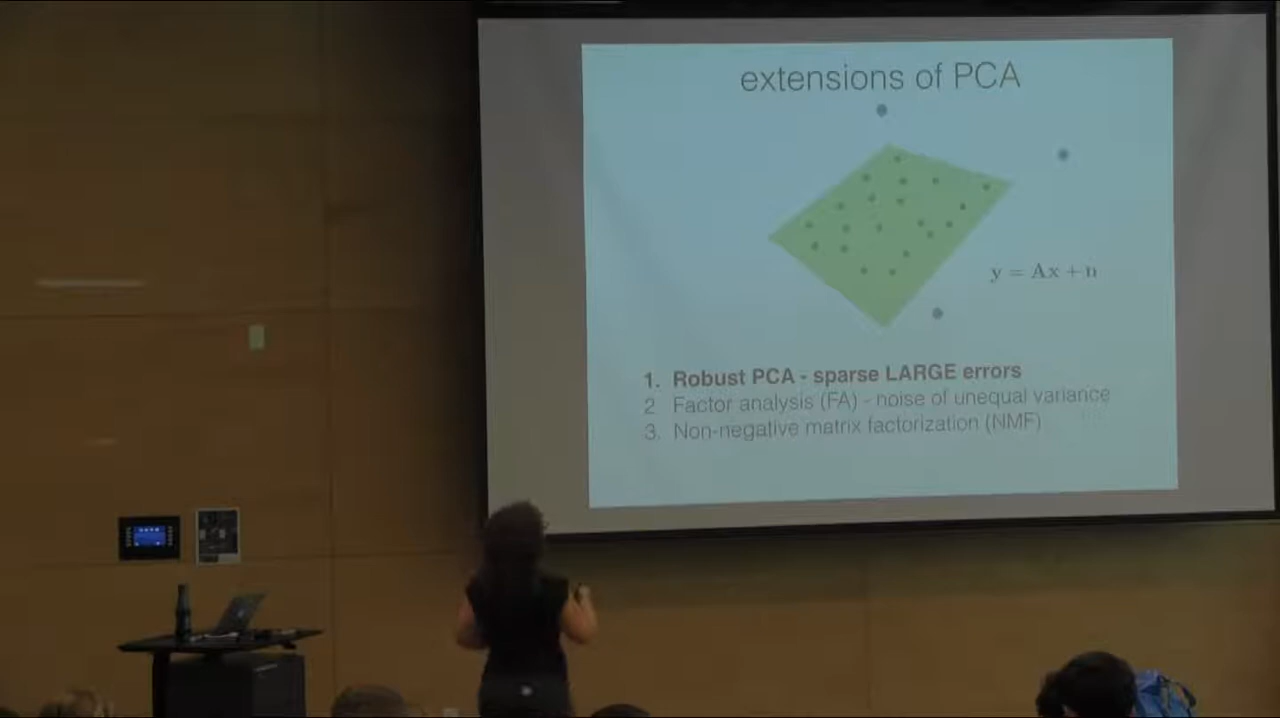 extensions of PCA
y = Ax + n
1. Robust PCA - sparse LARGE errors
2 Factor analysis (FA) - noise of unequal variance
3. Non-negative matrix factorization (NMF)